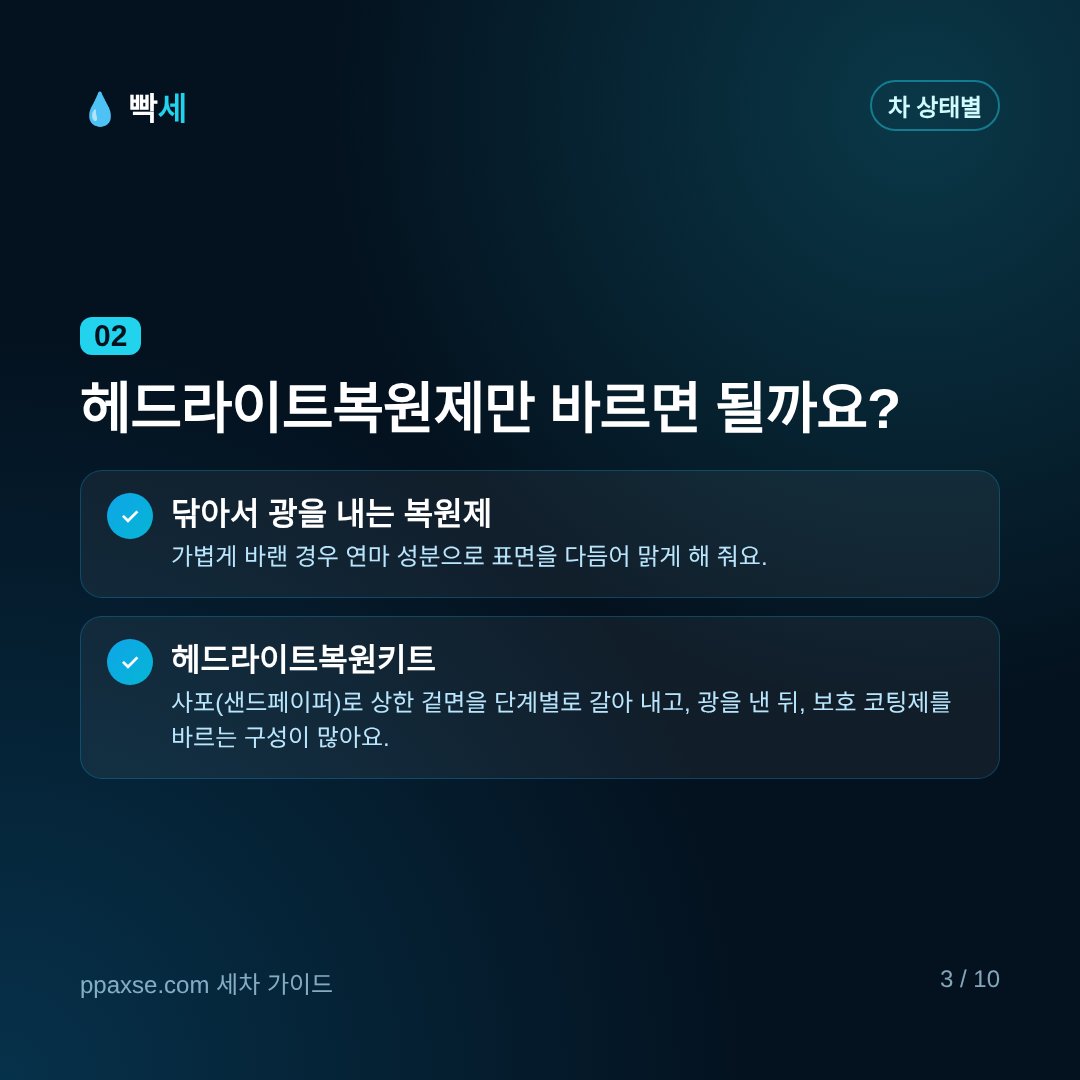 빡세
차 상태별
02
헤드라이트복원제만 바르면 될까요?
닦아서 광을 내는 복원제
가볍게 바랜 경우 연마 성분으로 표면을 다듬어 맑게 해 줘요.
헤드라이트복원키트
사포(샌드페이퍼)로 상한 겉면을 단계별로 갈아 내고, 광을 낸 뒤, 보호 코팅제를
바르는 구성이 많아요.
ppaxse.com 세차 가이드
3 / 10